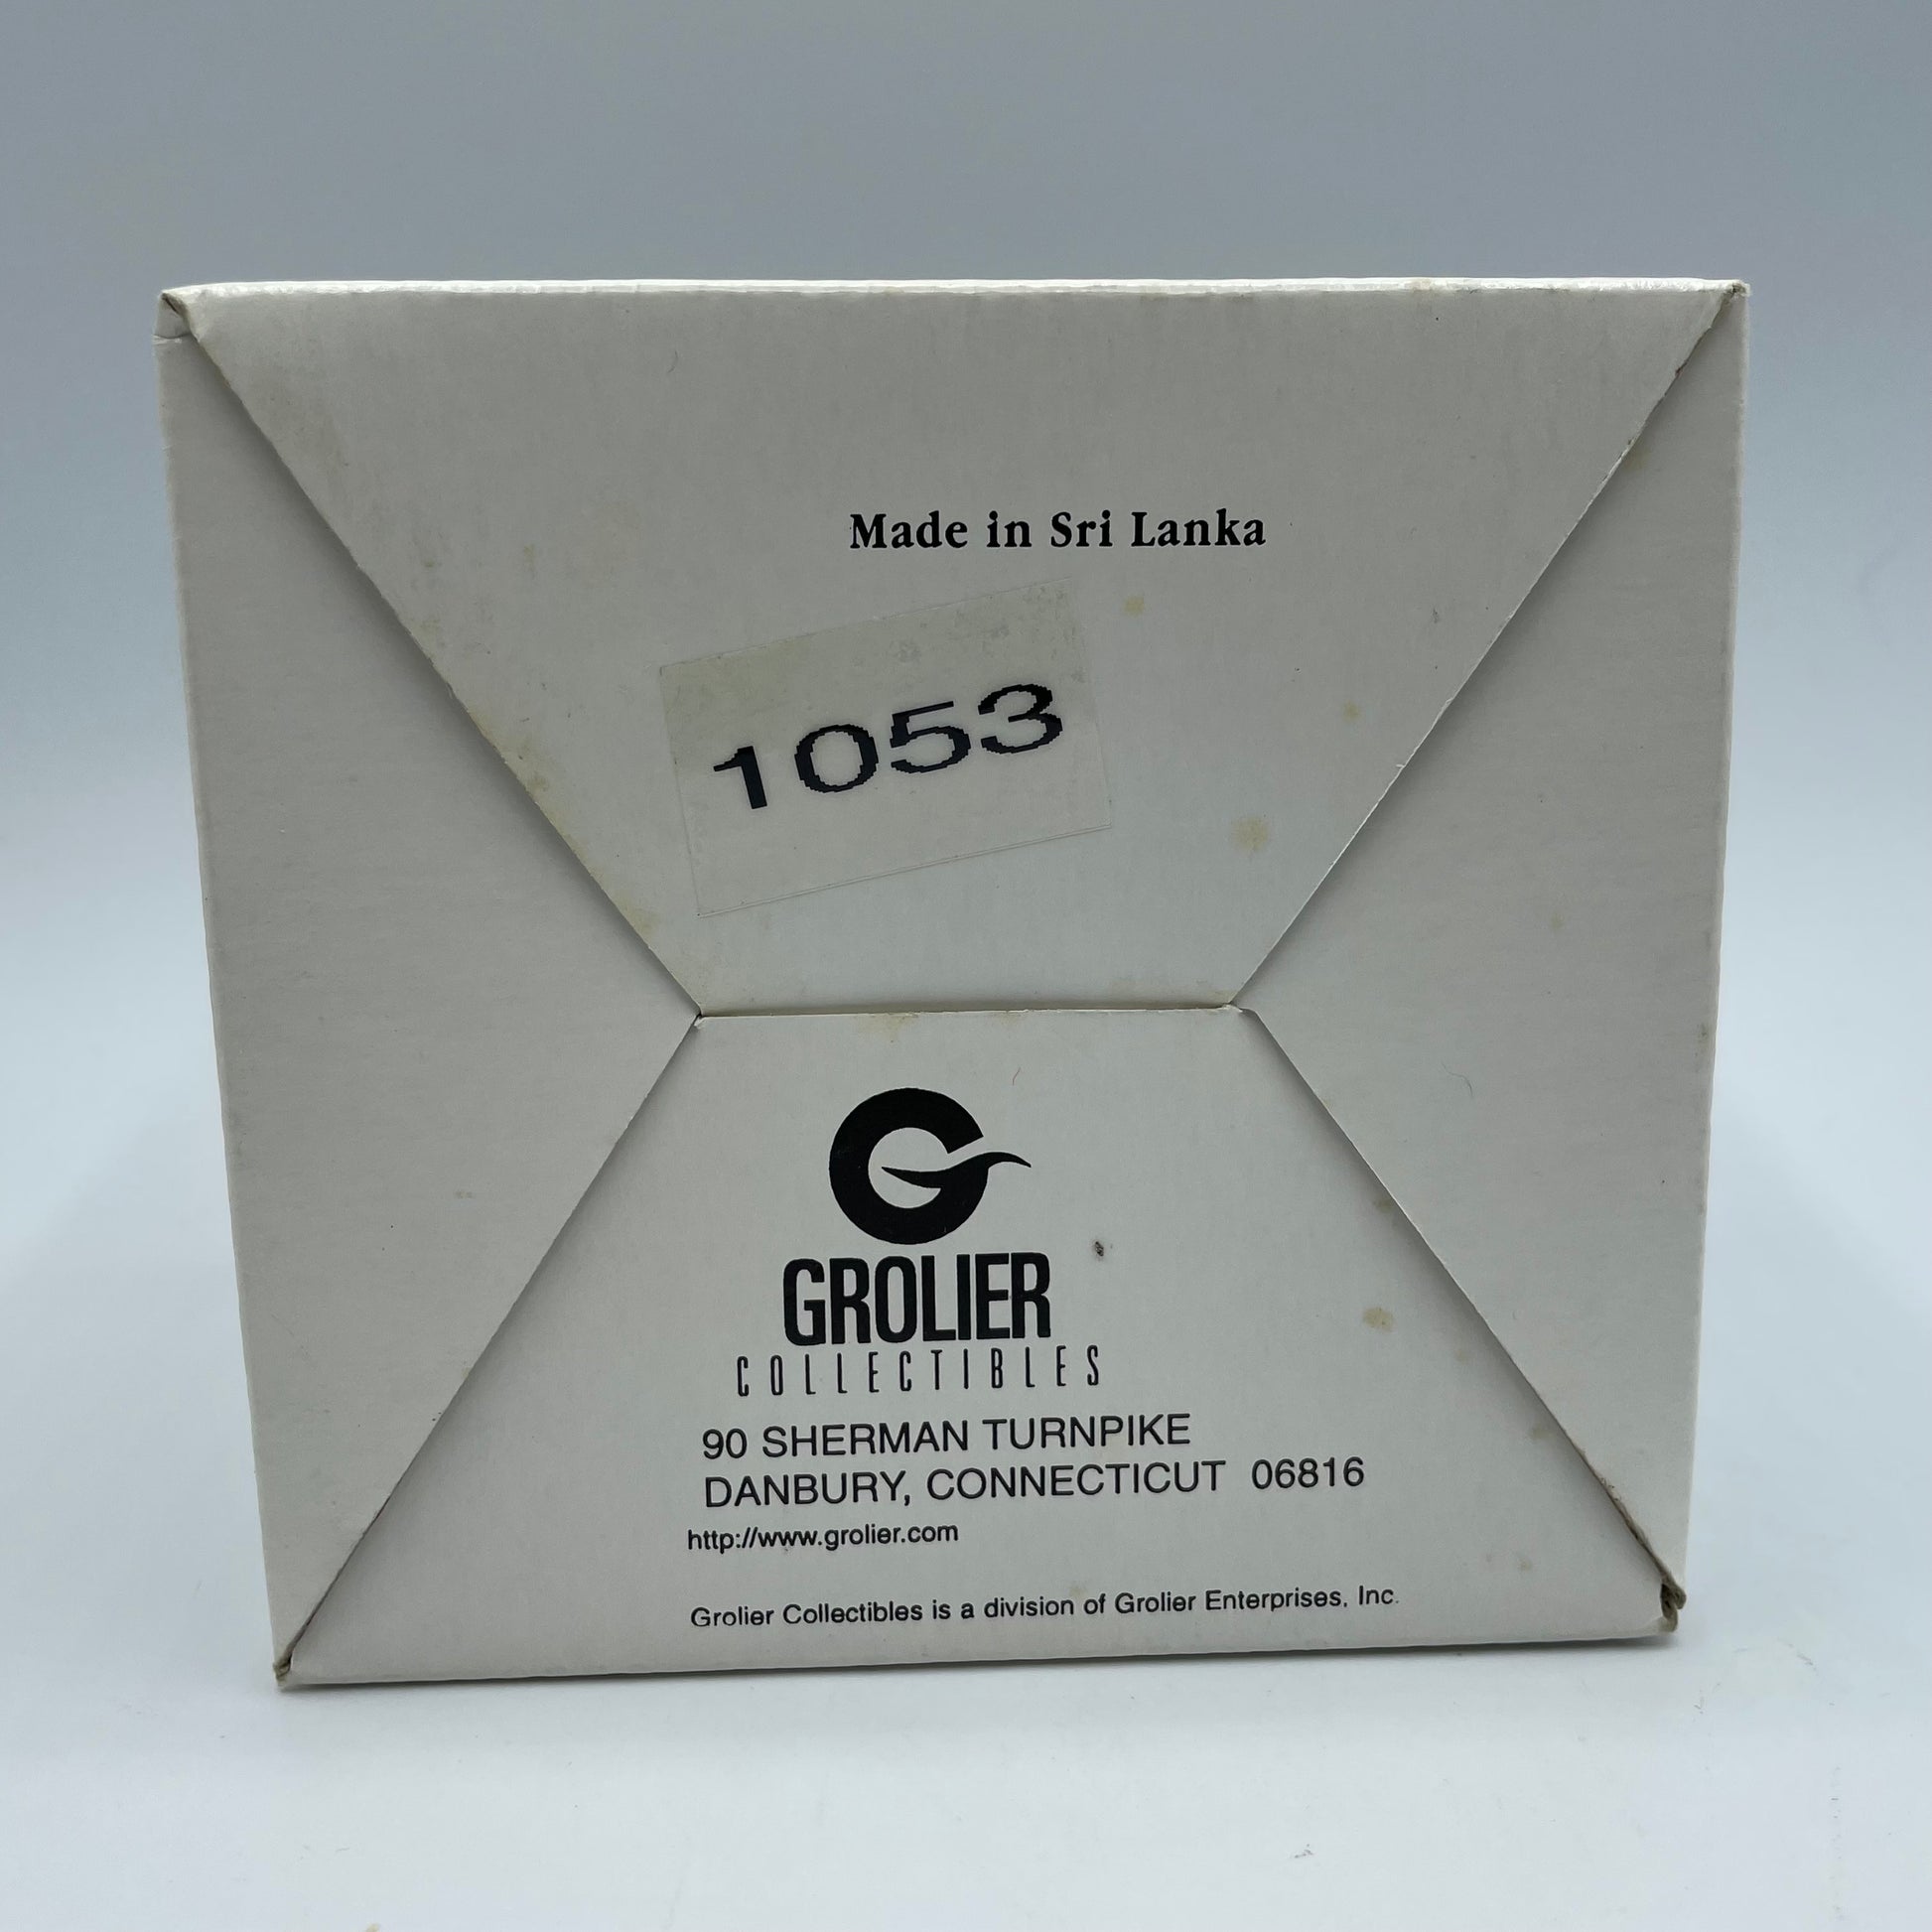 Made in Sri Lanka
1053
GROLIER
COLLECTIBLES
90 SHERMAN TURNPIKE
DANBURY, CONNECTICUT 06816
http://www.grolier.com
Grolier Collectibles is a division of Grolier Enterprises, Inc.